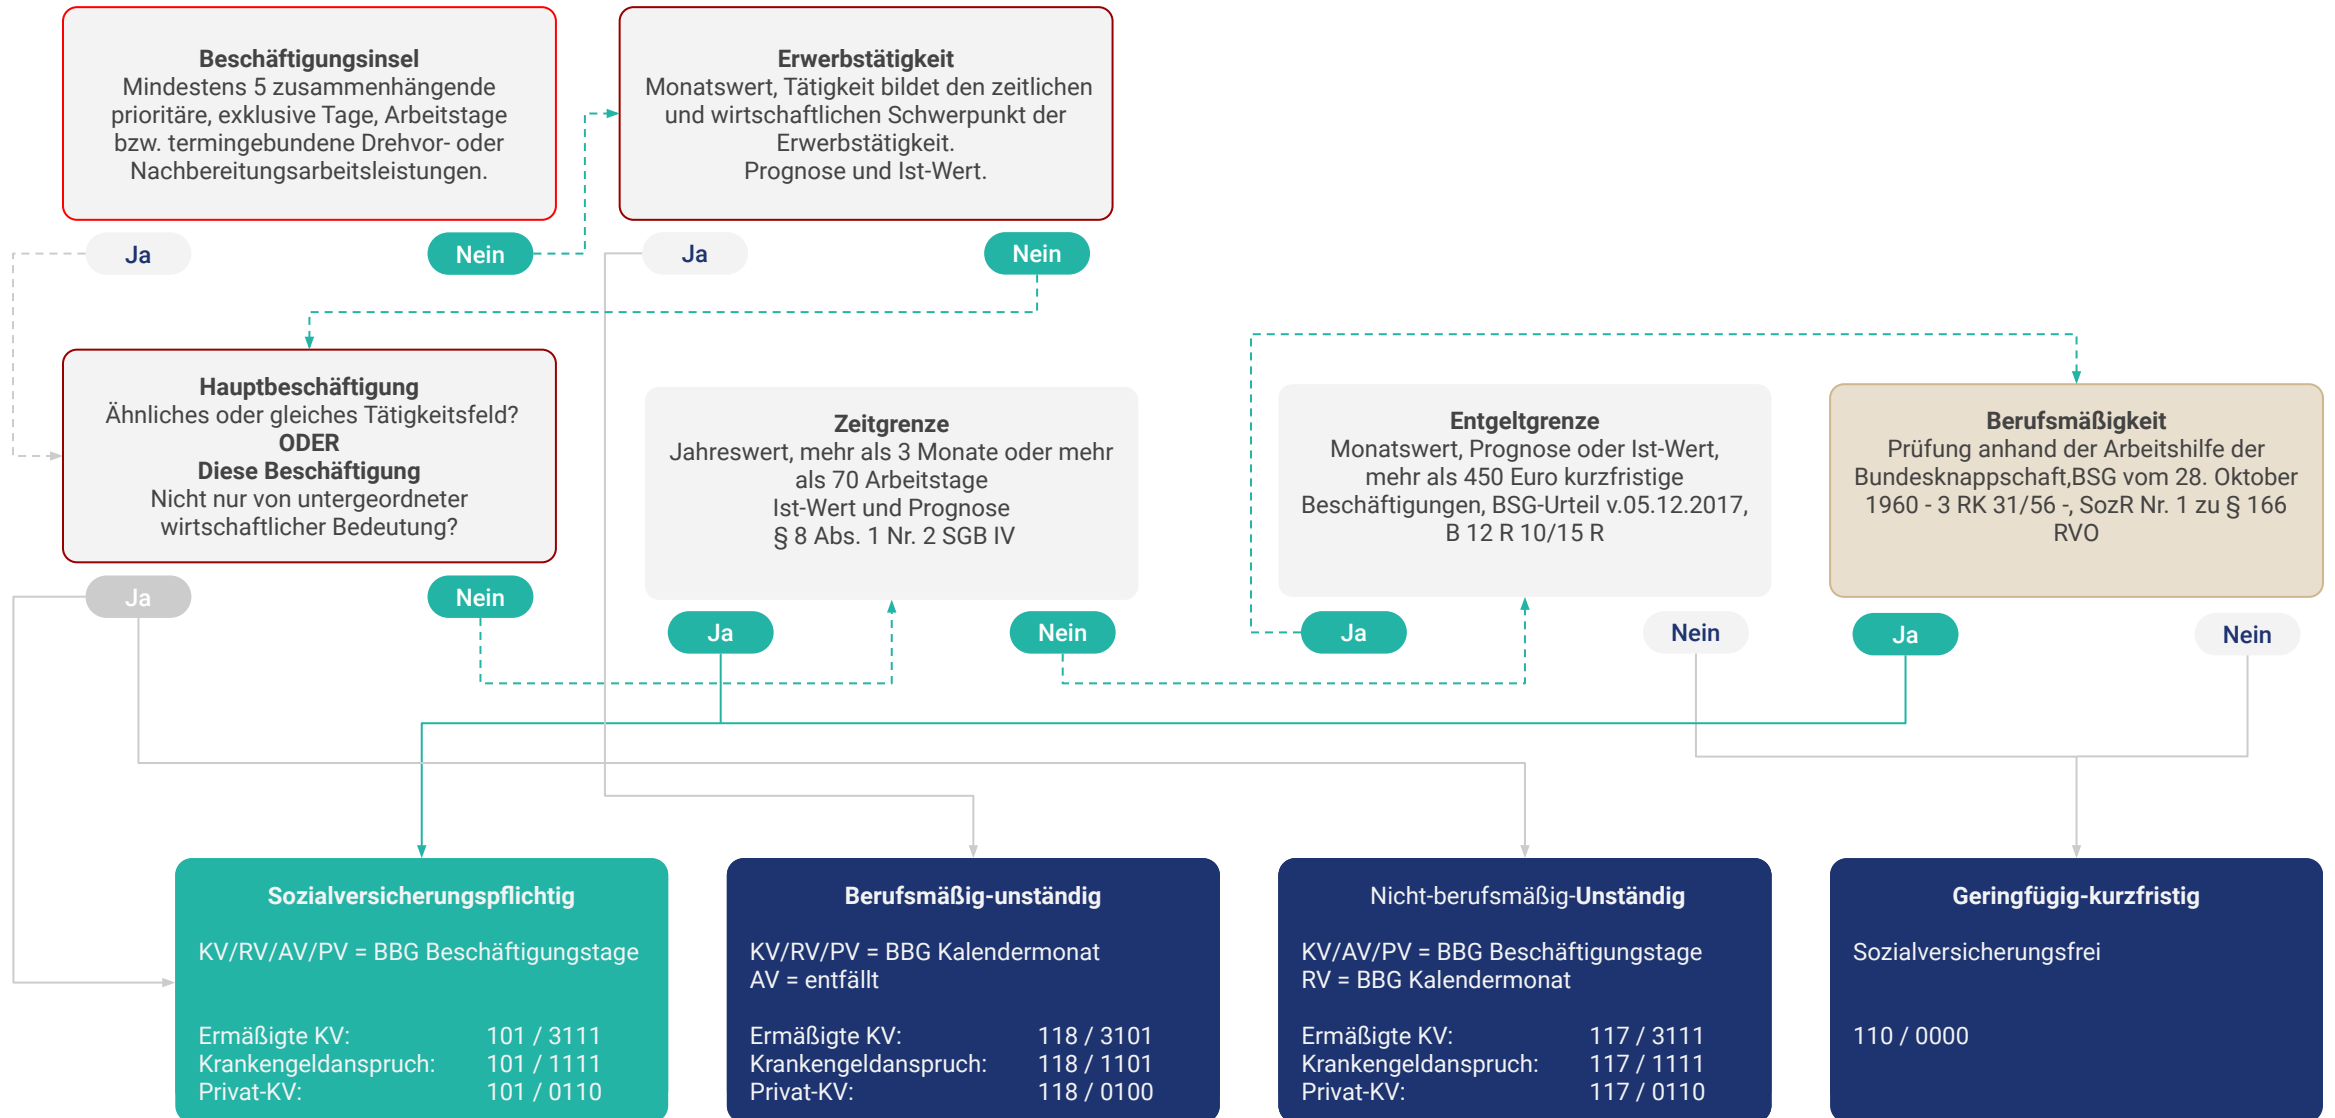 Beschäftigungsinsel
Mindestens 5 zusammenhängende
prioritäre, exklusive Tage, Arbeitstage
bzw. termingebundene Drehvor- oder
Nachbereitungsarbeitsleistungen.
Ja
Nein
Erwerbstätigkeit
Monatswert, Tätigkeit bildet den zeitlichen
und wirtschaftlichen Schwerpunkt der
Erwerbstätigkeit.
Prognose und Ist-Wert.
Ja
Nein
Hauptbeschäftigung
Ähnliches oder gleiches Tätigkeitsfeld?
ODER
Diese Beschäftigung
Nicht nur von untergeordneter
wirtschaftlicher Bedeutung?
Ja
Nein
Zeitgrenze
Jahreswert, mehr als 3 Monate oder mehr
als 70 Arbeitstage
Ist-Wert und Prognose
§ 8 Abs. 1 Nr. 2 SGB IV
Ja
Nein
Entgeltgrenze
Monatswert, Prognose oder Ist-Wert,
mehr als 450 Euro kurzfristige
Beschäftigungen, BSG-Urteil v.05.12.2017,
B 12 R 10/15 R
Ja
Nein
Berufsmäßigkeit
Prüfung anhand der Arbeitshilfe der
Bundesknappschaft,BSG vom 28. Oktober
1960 - 3 RK 31/56 -, SozR Nr. 1 zu § 166
RVO
Ja
Nein
Sozialversicherungspflichtig
KV/RV/AV/PV = BBG Beschäftigungstage
Ermäßigte KV: 101 / 3111
Krankengeldanspruch: 101 / 1111
Privat-KV: 101 / 0110
Berufsmäßig-unständig
KV/RV/PV = BBG Kalendermonat
AV = entfällt
Ermäßigte KV: 118 / 3101
Krankengeldanspruch: 118 / 1101
Privat-KV: 118 / 0100
Nicht-berufsmäßig-Unständig
KV/AV/PV = BBG Beschäftigungstage
RV = BBG Kalendermonat
Ermäßigte KV: 117 / 3111
Krankengeldanspruch: 117 / 1111
Privat-KV: 117 / 0110
Geringfügig-kurzfristig
Sozialversicherungsfrei
110 / 0000